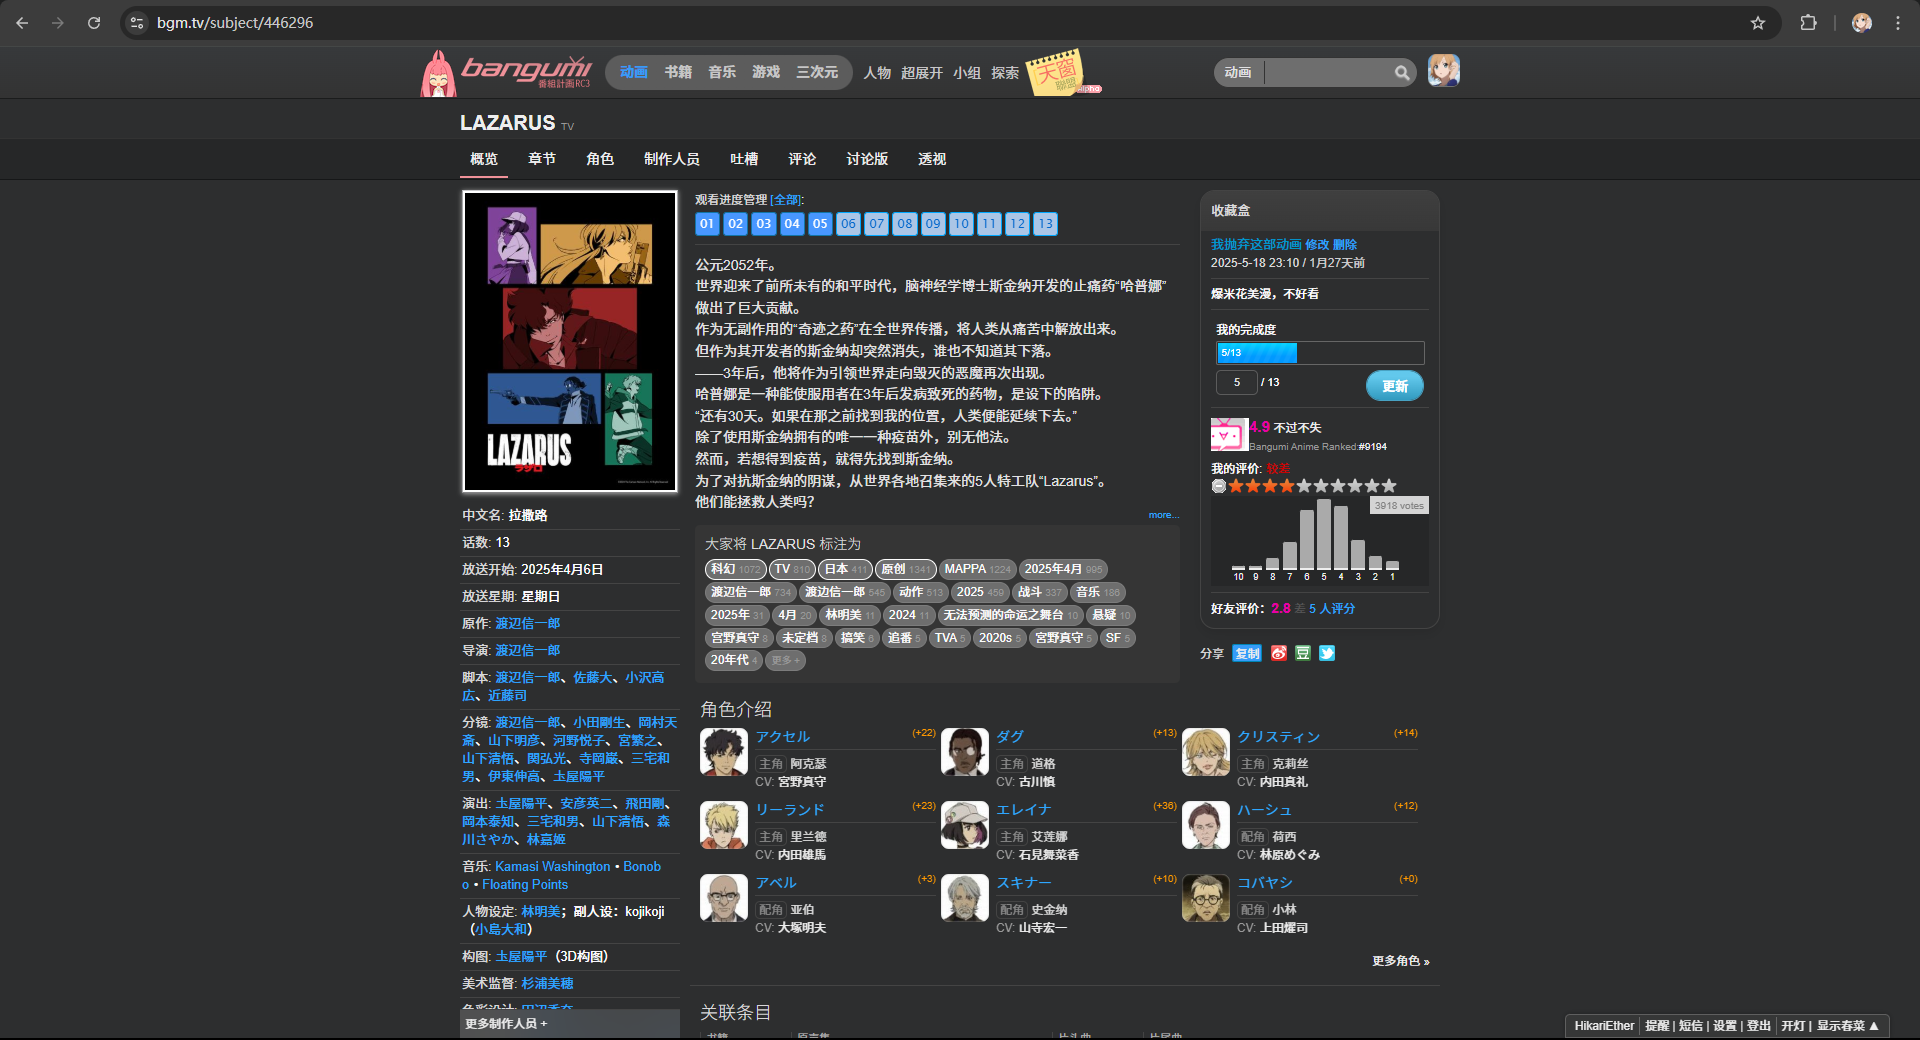 bgm.tv/subject/446296
bangumi
番組計画RC3
动画 书籍 音乐 游戏 三次元
人物 超展开 小组 探索
天窗
聯盟
alpha
动画
LAZARUS TV
概览 章节 角色 制作人员 吐槽 评论 讨论版 透视
LAZARUS
ラザロ
中文名: 拉撒路
话数: 13
放送开始: 2025年4月6日
放送星期: 星期日
原作: 渡辺信一郎
导演: 渡辺信一郎
脚本: 渡辺信一郎、佐藤大、小沢高
広、近藤司
分镜: 渡辺信一郎、小田剛生、岡村天
斎、山下明彦、河野悦子、宮繁之、
山下清悟、関弘光、寺岡巌、三宅和
男、伊東伸高、圡屋陽平
演出: 圡屋陽平、安彦英二、飛田剛、
岡本泰知、三宅和男、山下清悟、森
川さやか、林嘉姬
音乐: Kamasi Washington • Bonob
o • Floating Points
人物设定: 林明美；副人设：kojikoji
（小島大和）
构图: 圡屋陽平（3D构图）
美术监督: 杉浦美穂
更多制作人员 +
观看进度管理 [全部]:
01 02 03 04 05 06 07 08 09 10 11 12 13
公元2052年。
世界迎来了前所未有的和平时代，脑神经学博士斯金纳开发的止痛药“哈普娜”
做出了巨大贡献。
作为无副作用的“奇迹之药”在全世界传播，将人类从痛苦中解放出来。
但作为其开发者的斯金纳却突然消失，谁也不知道其下落。
——3年后，他将作为引领世界走向毁灭的恶魔再次出现。
哈普娜是一种能使服用者在3年后发病致死的药物，是设下的陷阱。
“还有30天。如果在那之前找到我的位置，人类便能延续下去。”
除了使用斯金纳拥有的唯一一种疫苗外，别无他法。
然而，若想得到疫苗，就得先找到斯金纳。
为了对抗斯金纳的阴谋，从世界各地召集来的5人特工队“Lazarus”。
他们能拯救人类吗？
more...
大家将 LAZARUS 标注为
科幻 1072 TV 810 日本 411 原创 1341 MAPPA 1224 2025年4月 995
渡辺信一郎 734 渡边信一郎 545 动作 513 2025 459 战斗 337 音乐 186
2025年 31 4月 20 林明美 11 2024 11 无法预测的命运之舞台 10 悬疑 10
宫野真守 8 未定档 8 搞笑 6 追番 5 TVA 5 2020s 5 宮野真守 5 SF 5
20年代 4 更多 +
角色介绍
アクセル (+22)
主角 阿克瑟
CV: 宮野真守
ダグ (+13)
主角 道格
CV: 古川慎
クリスティン (+14)
主角 克莉丝
CV: 内田真礼
リーランド (+23)
主角 里兰德
CV: 内田雄馬
エレイナ (+36)
主角 艾莲娜
CV: 石見舞菜香
ハーシュ (+12)
配角 荷西
CV: 林原めぐみ
アベル (+3)
配角 亚伯
CV: 大塚明夫
スキナー (+10)
配角 史金纳
CV: 山寺宏一
コバヤシ (+0)
配角 小林
CV: 上田燿司
更多角色 »
关联条目
收藏盒
我抛弃这部动画 修改 删除
2025-5-18 23:10 / 1月27天前
爆米花美漫，不好看
我的完成度
5/13
5 / 13
更新
4.9 不过不失
Bangumi Anime Ranked:#9194
我的评价: 较差
3918 votes
10 9 8 7 6 5 4 3 2 1
好友评价: 2.8 差 5 人评分
分享 复制 豆
HikariEther 提醒 | 短信 | 设置 | 登出 开灯 | 显示春菜 ▲